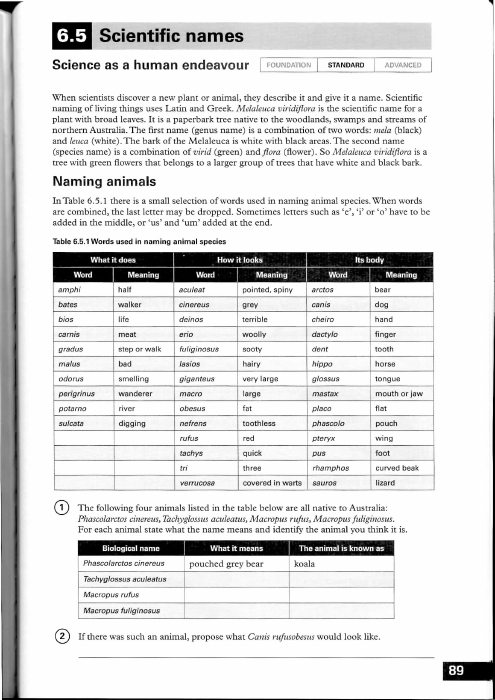 6.5 Scientific names
Science as a human endeavour FOUNDATION STANDARD ADVANCED
When scientists discover a new plant or animal, they describe it and give it a name. Scientific
naming of living things uses Latin and Greek. Melaleuca viridiflora is the scientific name for a
plant with broad leaves. It is a paperbark tree native to the woodlands, swamps and streams of
northern Australia. The first name (genus name) is a combination of two words: mela (black)
and leuca (white). The bark of the Melaleuca is white with black areas. The second name
(species name) is a combination of virid (green) and flora (flower). So Melaleuca viridiflora is a
tree with green flowers that belongs to a larger group of trees that have white and black bark.
Naming animals
In Table 6.5.1 there is a small selection of words used in naming animal species. When words
are combined, the last letter may be dropped. Sometimes letters such as 'e', 'i' or 'o' have to be
added in the middle, or 'us' and 'um' added at the end.
Table 6.5.1 Words used in naming animal species
What it does How it looks Its body
Word Meaning Word Meaning Word Meaning
amphi half aculeat pointed, spiny arctos bear
bates walker cinereus grey canis dog
bios life deinos terrible cheiro hand
carnis meat erio woolly dactylo finger
gradus step or walk fuliginosus sooty dent tooth
malus bad lasios hairy hippo horse
odorus smelling giganteus very large glossus tongue
perigrinus wanderer macro large mastax mouth or jaw
potamo river obesus fat placo flat
sulcata digging nefrens toothless phascolo pouch
rufus red pteryx wing
tachys quick pus foot
tri three rhamphos curved beak
verrucosa covered in warts sauros lizard
1 The following four animals listed in the table below are all native to Australia:
Phascolarctos cinereus, Tachyglossus aculeatus, Macropus rufus, Macropus fuliginosus.
For each animal state what the name means and identify the animal you think it is.
Biological name What it means The animal is known as
Phascolarctos cinereus pouched grey bear koala
Tachyglossus aculeatus
Macropus rufus
Macropus fuliginosus
2 If there was such an animal, propose what Canis rufusobesus would look like.
89